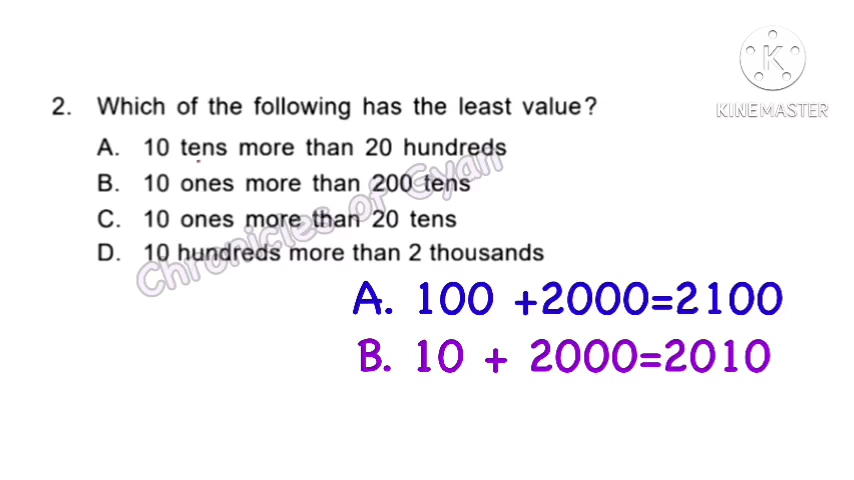 KINEMASTER
2. Which of the following has the least value?
A. 10 tens more than 20 hundreds
B. 10 ones more than 200 tens
C. 10 ones more than 20 tens
D. 10 hundreds more than 2 thousands
Chronicles of Gyan
A. 100 +2000=2100
B. 10 + 2000=2010